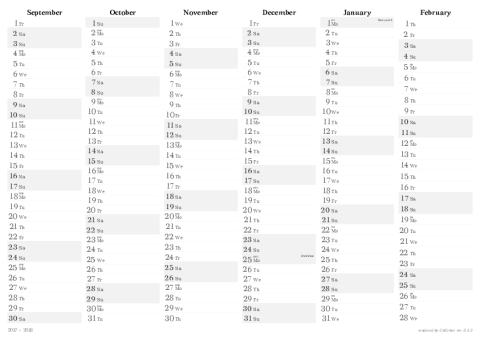 September
1 Fr
2 Sa
3 Su
4 Mo
5 Tu
6 We
7 Th
8 Fr
9 Sa
10 Su
11 Mo
12 Tu
13 We
14 Th
15 Fr
16 Sa
17 Su
18 Mo
19 Tu
20 We
21 Th
22 Fr
23 Sa
24 Su
25 Mo
26 Tu
27 We
28 Th
29 Fr
30 Sa
October
1 Su
2 Mo
3 Tu
4 We
5 Th
6 Fr
7 Sa
8 Su
9 Mo
10 Tu
11 We
12 Th
13 Fr
14 Sa
15 Su
16 Mo
17 Tu
18 We
19 Th
20 Fr
21 Sa
22 Su
23 Mo
24 Tu
25 We
26 Th
27 Fr
28 Sa
29 Su
30 Mo
31 Tu
November
1 We
2 Th
3 Fr
4 Sa
5 Su
6 Mo
7 Tu
8 We
9 Th
10 Fr
11 Sa
12 Su
13 Mo
14 Tu
15 We
16 Th
17 Fr
18 Sa
19 Su
20 Mo
21 Tu
22 We
23 Th
24 Fr
25 Sa
26 Su
27 Mo
28 Tu
29 We
30 Th
December
1 Fr
2 Sa
3 Su
4 Mo
5 Tu
6 We
7 Th
8 Fr
9 Sa
10 Su
11 Mo
12 Tu
13 We
14 Th
15 Fr
16 Sa
17 Su
18 Mo
19 Tu
20 We
21 Th
22 Fr
23 Sa
24 Su
25 Mo
26 Tu
27 We
28 Th
29 Fr
30 Sa
31 Su
January
1 Mo
2 Tu
3 We
4 Th
5 Fr
6 Sa
7 Su
8 Mo
9 Tu
10 We
11 Th
12 Fr
13 Sa
14 Su
15 Mo
16 Tu
17 We
18 Th
19 Fr
20 Sa
21 Su
22 Mo
23 Tu
24 We
25 Th
26 Fr
27 Sa
28 Su
29 Mo
30 Tu
31 We
February
1 Th
2 Fr
3 Sa
4 Su
5 Mo
6 Tu
7 We
8 Th
9 Fr
10 Sa
11 Su
12 Mo
13 Tu
14 We
15 Th
16 Fr
17 Sa
18 Su
19 Mo
20 Tu
21 We
22 Th
23 Fr
24 Sa
25 Su
26 Mo
27 Tu
28 We
2017 - 2018